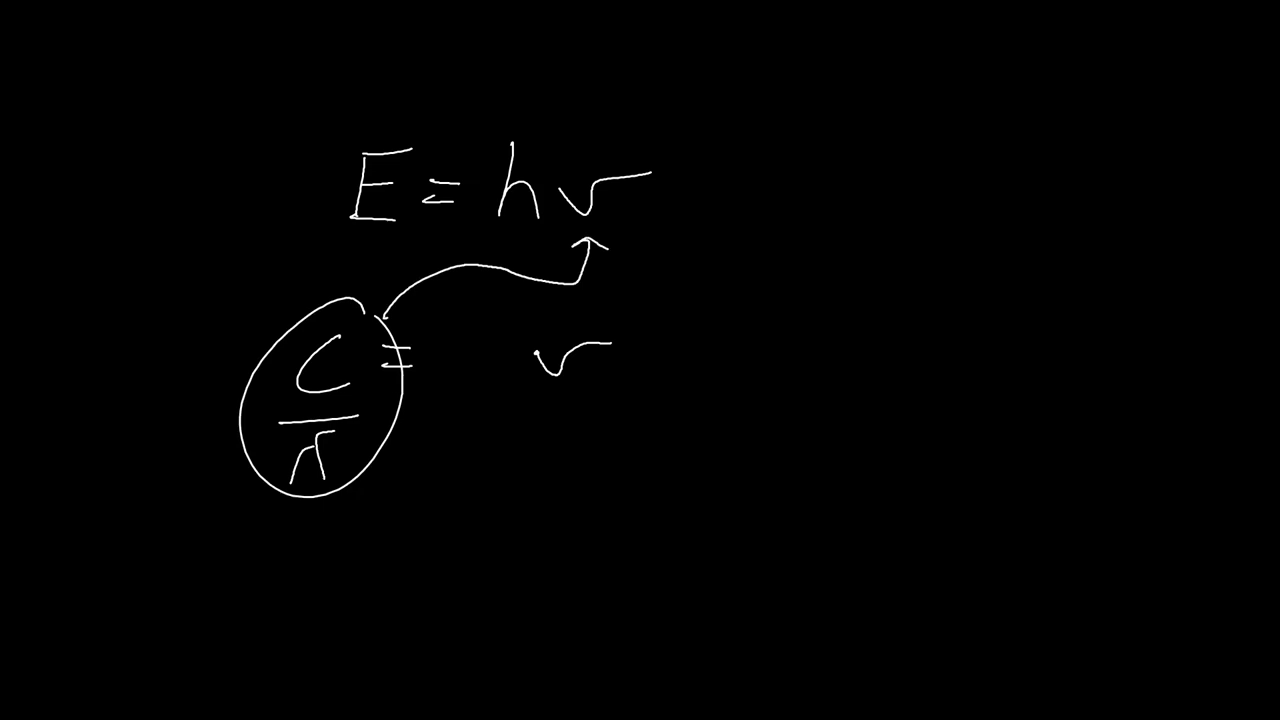 E = hν
c/λ = ν